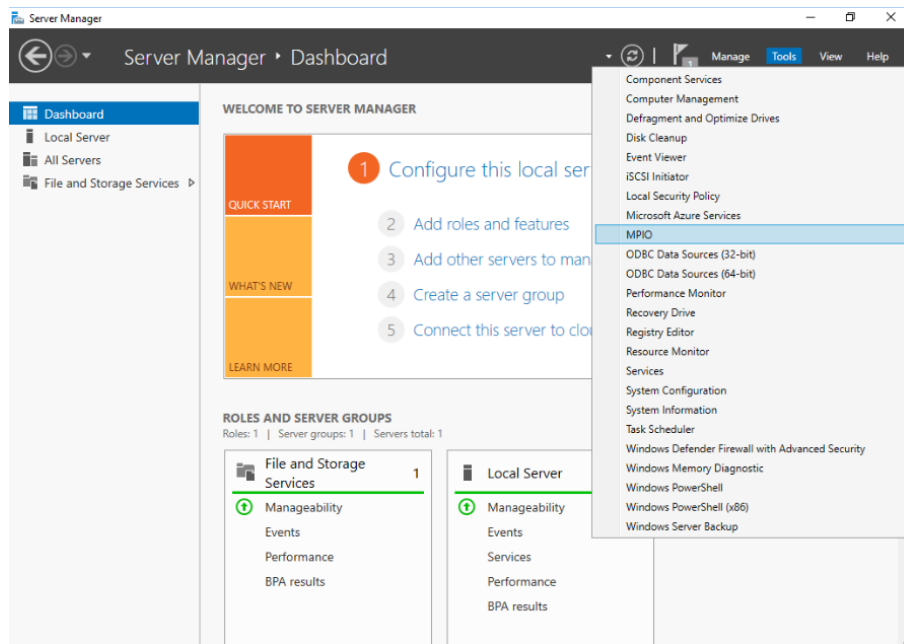 Server Manager
Server Manager • Dashboard
1
Manage
Tools
View
Help
Dashboard
Local Server
All Servers
File and Storage Services
WELCOME TO SERVER MANAGER
QUICK START
WHAT'S NEW
LEARN MORE
1 Configure this local ser
2 Add roles and features
3 Add other servers to man
4 Create a server group
5 Connect this server to clo
ROLES AND SERVER GROUPS
Roles: 1 | Server groups: 1 | Servers total: 1
File and Storage
Services
1
Manageability
Events
Performance
BPA results
Local Server
Manageability
Events
Services
Performance
BPA results
Component Services
Computer Management
Defragment and Optimize Drives
Disk Cleanup
Event Viewer
iSCSI Initiator
Local Security Policy
Microsoft Azure Services
MPIO
ODBC Data Sources (32-bit)
ODBC Data Sources (64-bit)
Performance Monitor
Recovery Drive
Registry Editor
Resource Monitor
Services
System Configuration
System Information
Task Scheduler
Windows Defender Firewall with Advanced Security
Windows Memory Diagnostic
Windows PowerShell
Windows PowerShell (x86)
Windows Server Backup